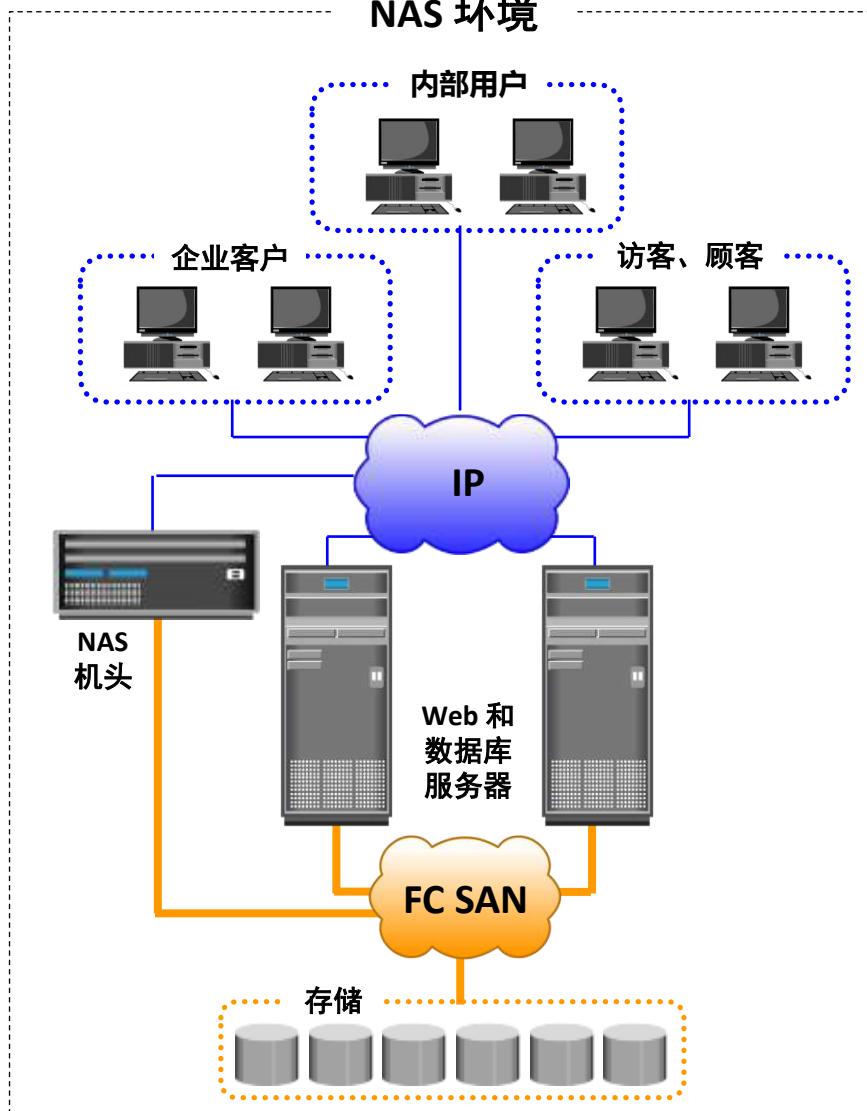 NAS 环境
内部用户
企业客户
访客、顾客
IP
NAS
机头
Web 和
数据库
服务器
FC SAN
存储